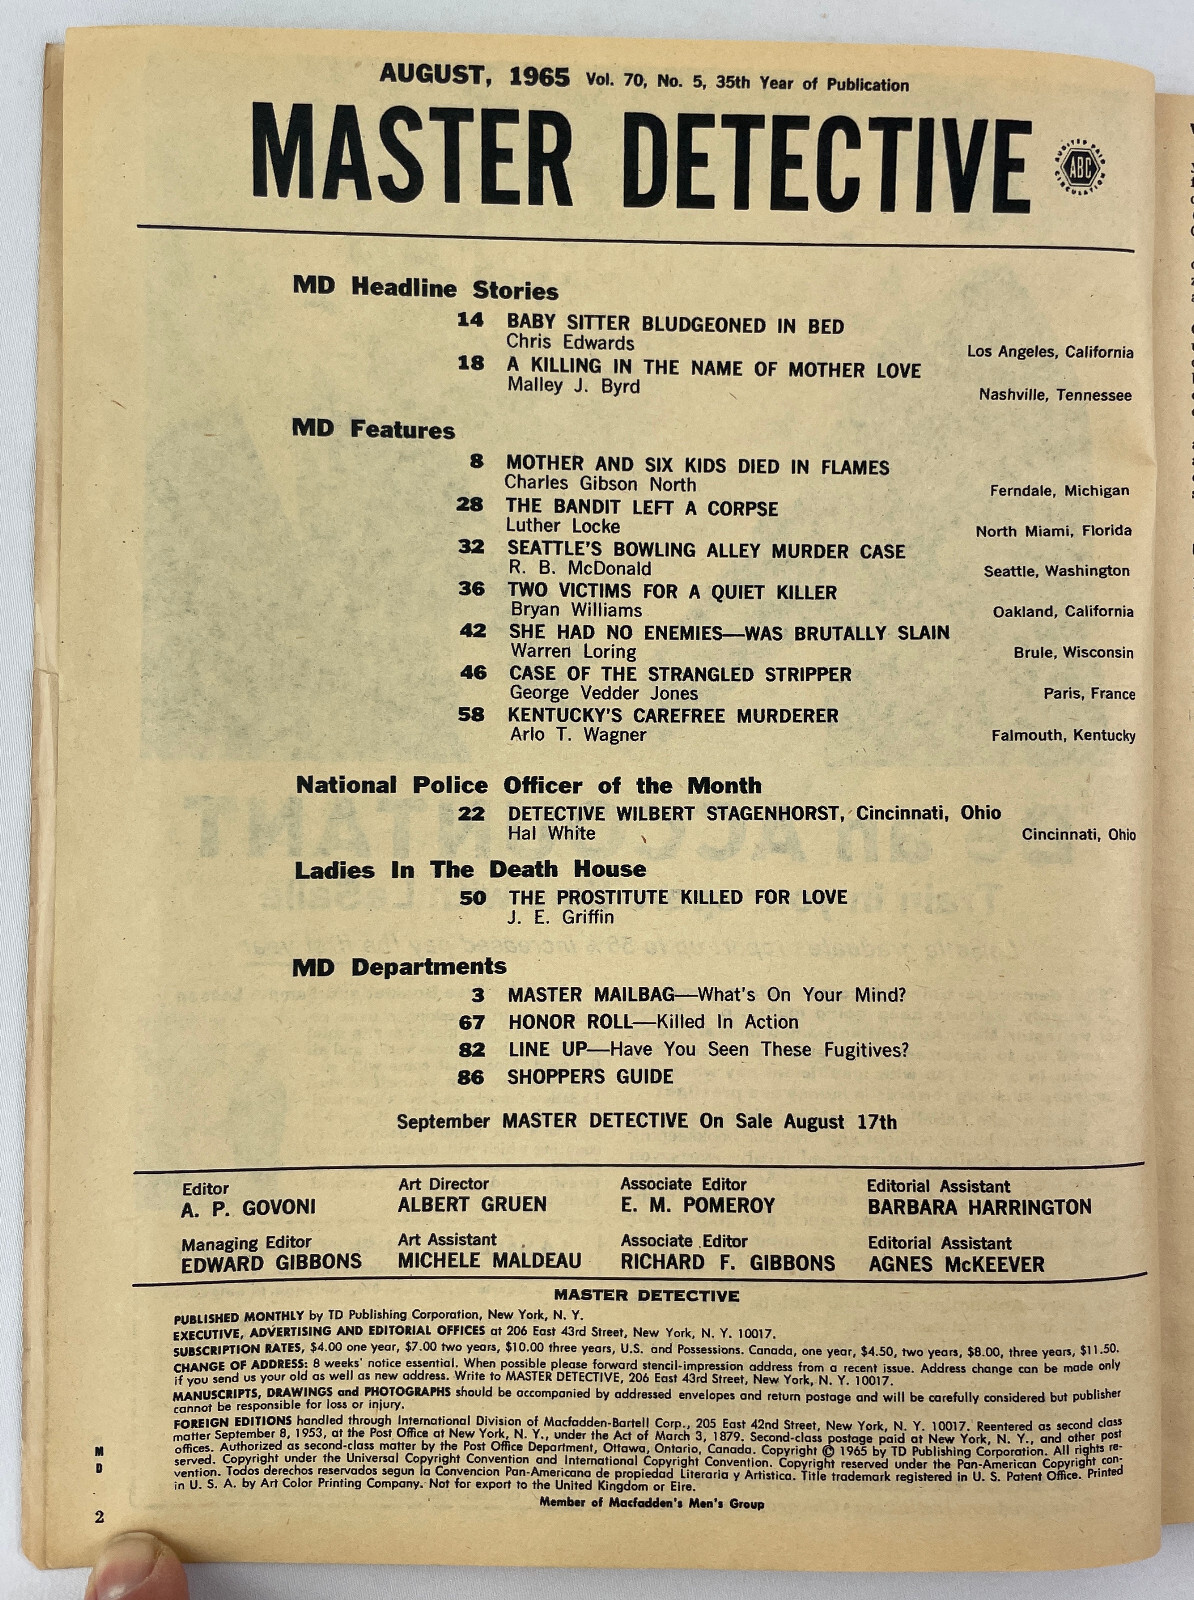 AUGUST, 1965 Vol. 70, No. 5, 35th Year of Publication
MASTER DETECTIVE
AUDITED PAID
ABC
CIRCULATION
MD Headline Stories
14 BABY SITTER BLUDGEONED IN BED
Chris Edwards
Los Angeles, California
18 A KILLING IN THE NAME OF MOTHER LOVE
Malley J. Byrd
Nashville, Tennessee
MD Features
8 MOTHER AND SIX KIDS DIED IN FLAMES
Charles Gibson North
Ferndale, Michigan
28 THE BANDIT LEFT A CORPSE
Luther Locke
North Miami, Florida
32 SEATTLE'S BOWLING ALLEY MURDER CASE
R. B. McDonald
Seattle, Washington
36 TWO VICTIMS FOR A QUIET KILLER
Bryan Williams
Oakland, California
42 SHE HAD NO ENEMIES—WAS BRUTALLY SLAIN
Warren Loring
Brule, Wisconsin
46 CASE OF THE STRANGLED STRIPPER
George Vedder Jones
Paris, France
58 KENTUCKY'S CAREFREE MURDERER
Arlo T. Wagner
Falmouth, Kentucky
National Police Officer of the Month
22 DETECTIVE WILBERT STAGENHORST, Cincinnati, Ohio
Hal White
Cincinnati, Ohio
Ladies In The Death House
50 THE PROSTITUTE KILLED FOR LOVE
J. E. Griffin
MD Departments
3 MASTER MAILBAG—What's On Your Mind?
67 HONOR ROLL—Killed In Action
82 LINE UP—Have You Seen These Fugitives?
86 SHOPPERS GUIDE
September MASTER DETECTIVE On Sale August 17th
Editor
A. P. GOVONI
Art Director
ALBERT GRUEN
Associate Editor
E. M. POMEROY
Editorial Assistant
BARBARA HARRINGTON
Managing Editor
EDWARD GIBBONS
Art Assistant
MICHELE MALDEAU
Associate Editor
RICHARD F. GIBBONS
Editorial Assistant
AGNES McKEEVER
MASTER DETECTIVE
PUBLISHED MONTHLY by TD Publishing Corporation, New York, N. Y.
EXECUTIVE, ADVERTISING AND EDITORIAL OFFICES at 206 East 43rd Street, New York, N. Y. 10017.
SUBSCRIPTION RATES, $4.00 one year, $7.00 two years, $10.00 three years, U.S. and Possessions. Canada, one year, $4.50, two years, $8.00, three years, $11.50.
CHANGE OF ADDRESS: 8 weeks' notice essential. When possible please forward stencil-impression address from a recent issue. Address change can be made only
if you send us your old as well as new address. Write to MASTER DETECTIVE, 206 East 43rd Street, New York, N. Y. 10017.
MANUSCRIPTS, DRAWINGS and PHOTOGRAPHS should be accompanied by addressed envelopes and return postage and will be carefully considered but publisher
cannot be responsible for loss or injury.
FOREIGN EDITIONS handled through International Division of Macfadden-Bartell Corp., 205 East 42nd Street, New York, N. Y. 10017. Reentered as second class
matter September 8, 1953, at the Post Office at New York, N. Y., under the Act of March 3, 1879. Second-class postage paid at New York, N. Y., and other post
offices. Authorized as second-class matter by the Post Office Department, Ottawa, Ontario, Canada. Copyright © 1965 by TD Publishing Corporation. All rights re-
served. Copyright under the Universal Copyright Convention and International Copyright Convention. Copyright reserved under the Pan-American Copyright con-
vention. Todos derechos reservados segun la Convencion Pan-Americana de propiedad Literaria y Artistica. Title trademark registered in U. S. Patent Office. Printed
in U. S. A. by Art Color Printing Company. Not for export to the United Kingdom or Eire.
Member of Macfadden's Men's Group
M
D
2